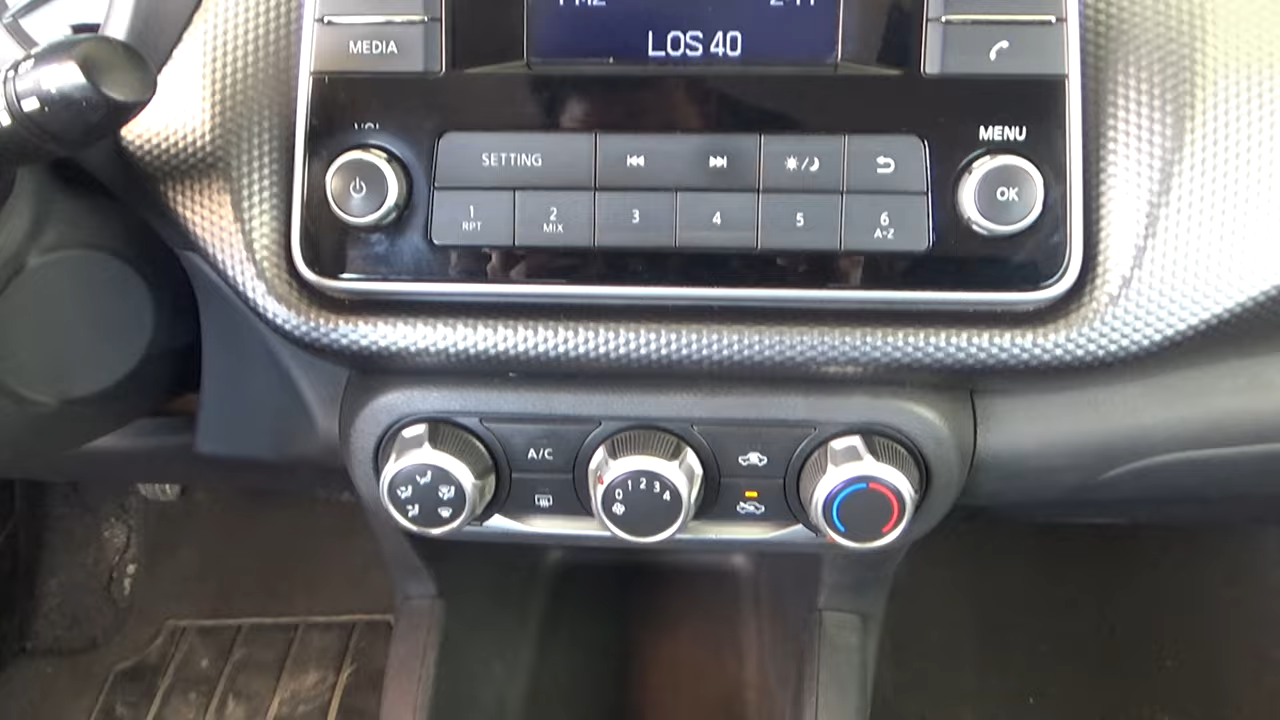 MEDIA
LOS 40
VOL
MENU
SETTING
OK
1 2 3 4 5 6
RPT MIX A-Z
A/C
0 1 2 3 4